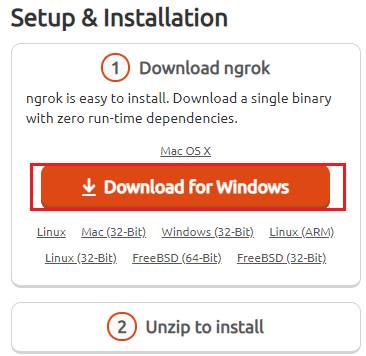 Setup & Installation
1 Download ngrok
ngrok is easy to install. Download a single binary
with zero run-time dependencies.
Mac OS X
Download for Windows
Linux Mac (32-Bit) Windows (32-Bit) Linux (ARM)
Linux (32-Bit) FreeBSD (64-Bit) FreeBSD (32-Bit)
2 Unzip to install